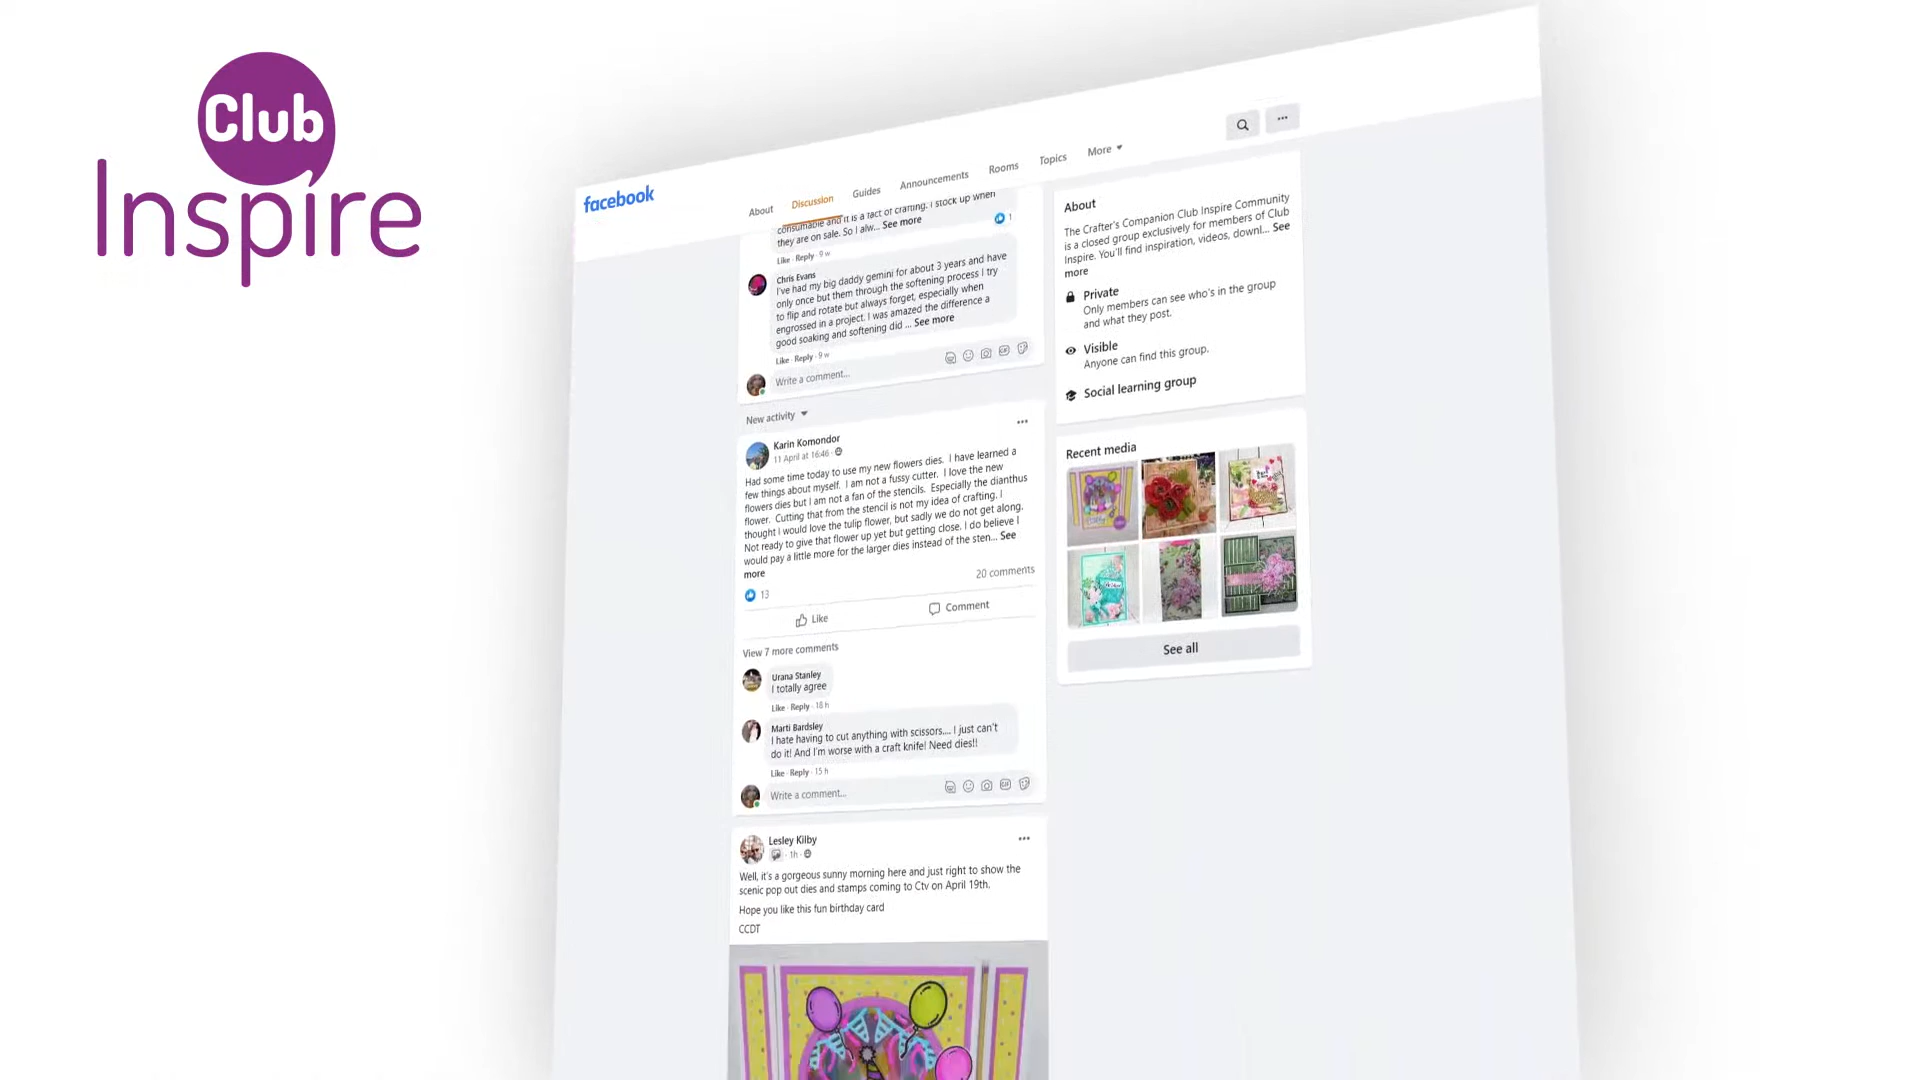 Club
Inspire
facebook
About
Discussion
Guides
Announcements
Rooms
Topics
More
consumable and it is a fact of crafting. I stock up when
they are on sale. So I alw... See more
1
Like · Reply · 9 w
Chris Evans
I've had my big daddy gemini for about 3 years and have
only once but them through the softening process I try
to flip and rotate but always forget, especially when
engrossed in a project. I was amazed the difference a
good soaking and softening did ... See more
Like · Reply · 9 w
Write a comment...
New activity
Karin Komondor
11 April at 16:46 ·
Had some time today to use my new flowers dies. I have learned a
few things about myself. I am not a fussy cutter. I love the new
flowers dies but I am not a fan of the stencils. Especially the dianthus
flower. Cutting that from the stencil is not my idea of crafting. I
thought I would love the tulip flower, but sadly we do not get along.
Not ready to give that flower up yet but getting close. I do believe I
would pay a little more for the larger dies instead of the sten... See
more
13
20 comments
Like
Comment
View 7 more comments
Urana Stanley
I totally agree
Like · Reply · 18 h
Marti Bardsley
I hate having to cut anything with scissors.... I just can't
do it! And I'm worse with a craft knife! Need dies!!
Like · Reply · 15 h
Write a comment...
Lesley Kilby
· 1h ·
Well, it's a gorgeous sunny morning here and just right to show the
scenic pop out dies and stamps coming to Ctv on April 19th.
Hope you like this fun birthday card
CCDT
About
The Crafter's Companion Club Inspire Community
is a closed group exclusively for members of Club
Inspire. You'll find inspiration, videos, downl... See
more
Private
Only members can see who's in the group
and what they post.
Visible
Anyone can find this group.
Social learning group
Recent media
See all